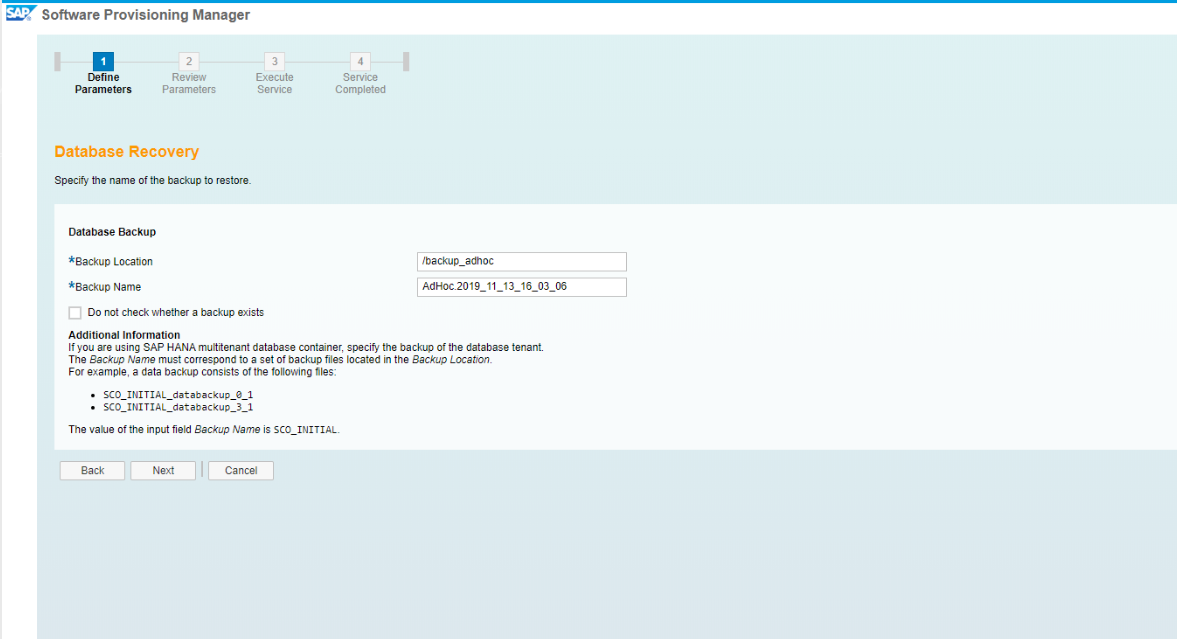 SAP Software Provisioning Manager
1 2 3 4
Define Review Execute Service
Parameters Parameters Service Completed
Database Recovery
Specify the name of the backup to restore.
Database Backup
*Backup Location /backup_adhoc
*Backup Name AdHoc.2019_11_13_16_03_06
Do not check whether a backup exists
Additional Information
If you are using SAP HANA multitenant database container, specify the backup of the database tenant.
The Backup Name must correspond to a set of backup files located in the Backup Location.
For example, a data backup consists of the following files:
• SCO_INITIAL_databackup_0_1
• SCO_INITIAL_databackup_3_1
The value of the input field Backup Name is SCO_INITIAL.
Back Next Cancel